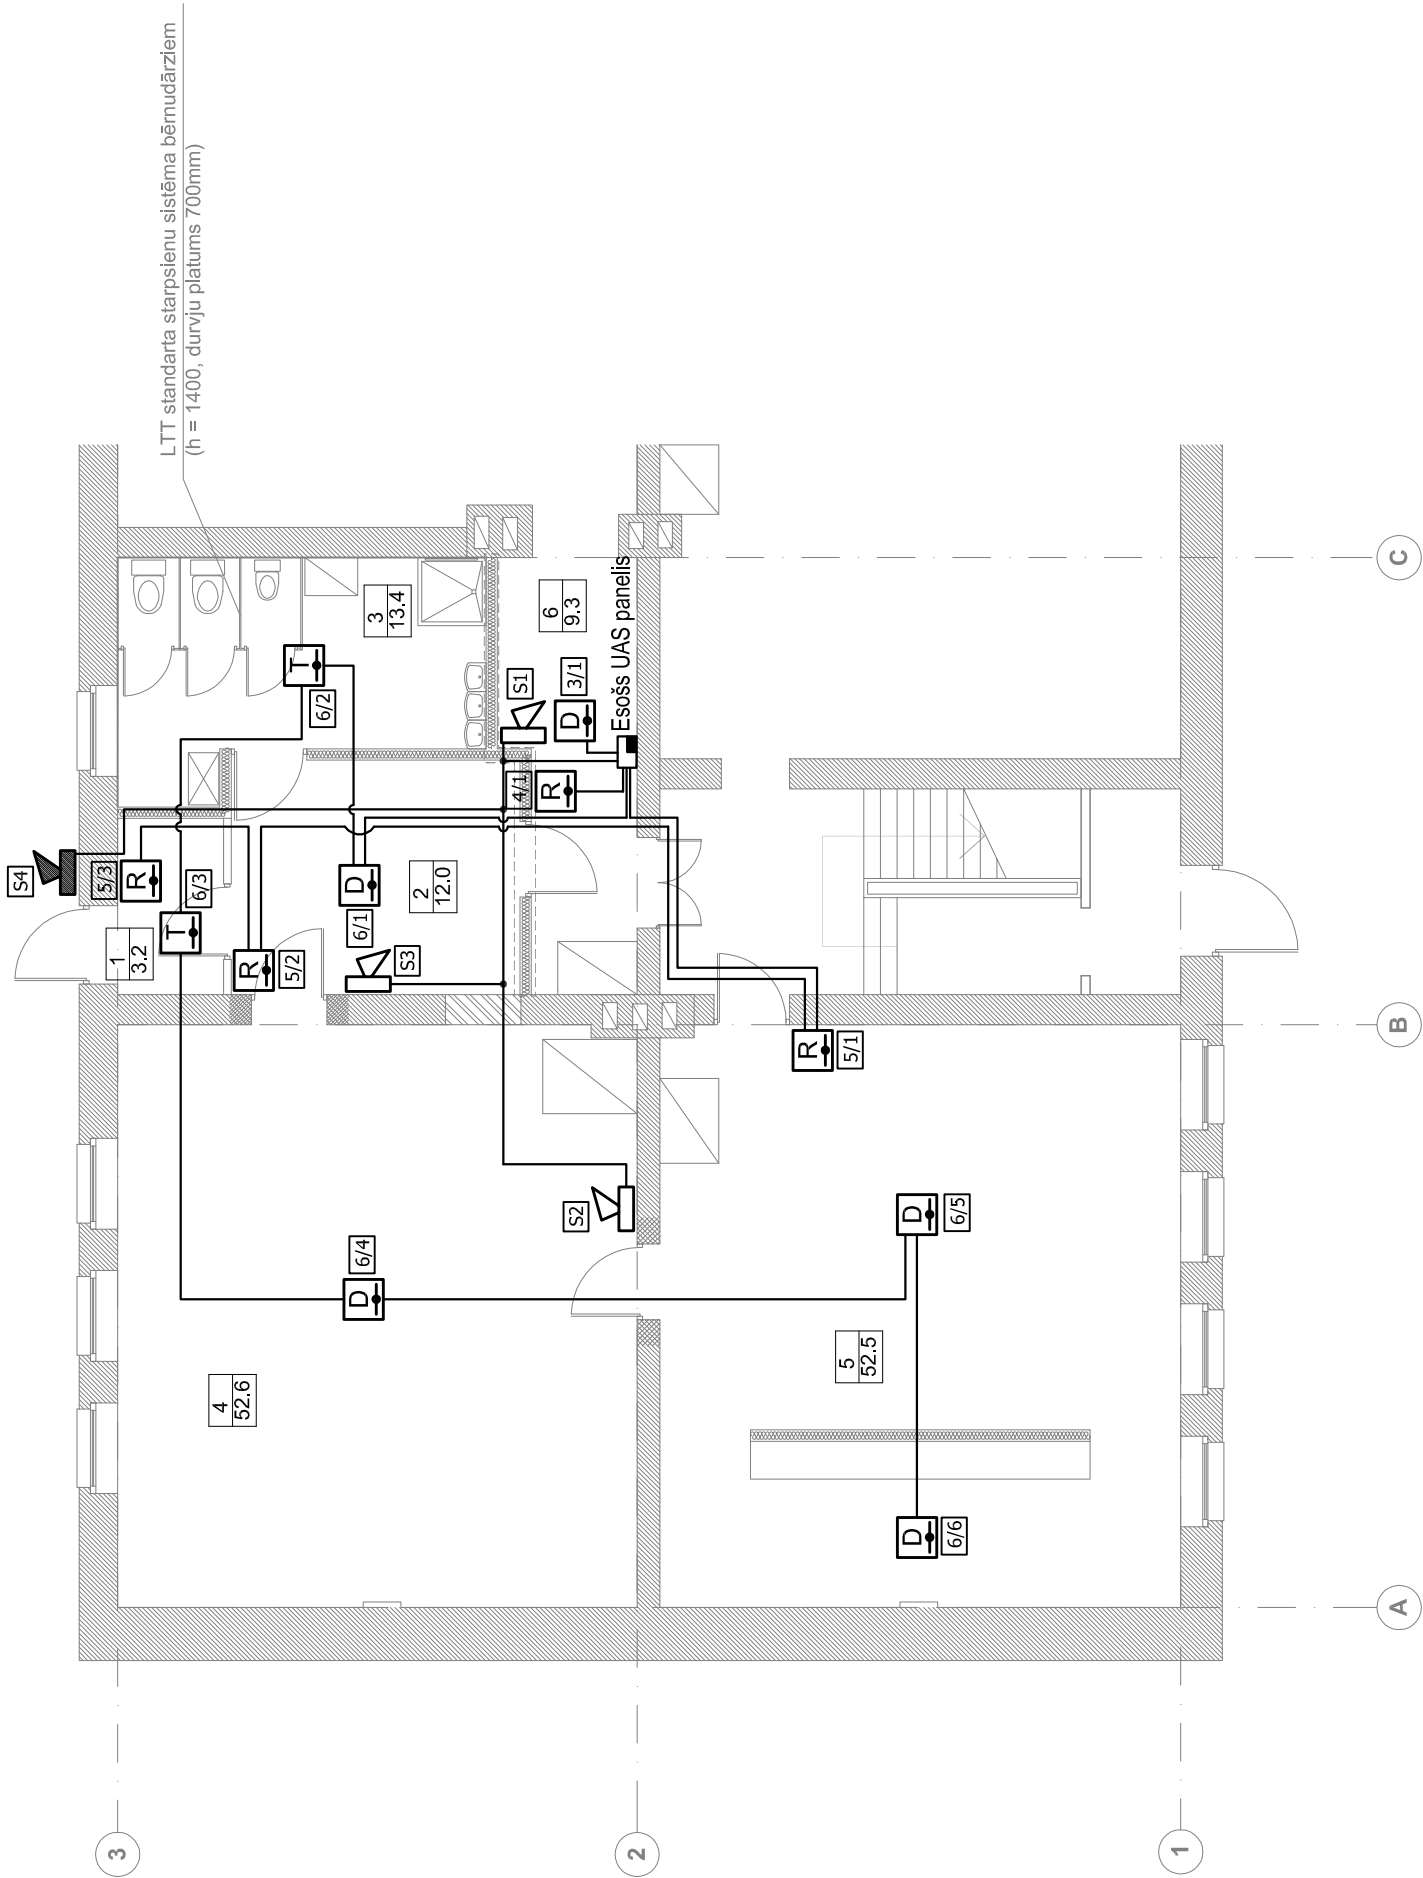 LTT standarta starpsienu sistēma bērnudārziem
(h = 1400, durvju platums 700mm)
S4
5/3
R
1
3.2
T
6/3
R
5/2
T
6/2
3
13.4
D
6/1
2
12.0
S3
S1
6
9.3
D
3/1
4/1
R
Esošs UAS panelis
S2
D
6/4
4
52.6
R
5/1
D
6/5
5
52.5
D
6/6
C
B
A
3
2
1